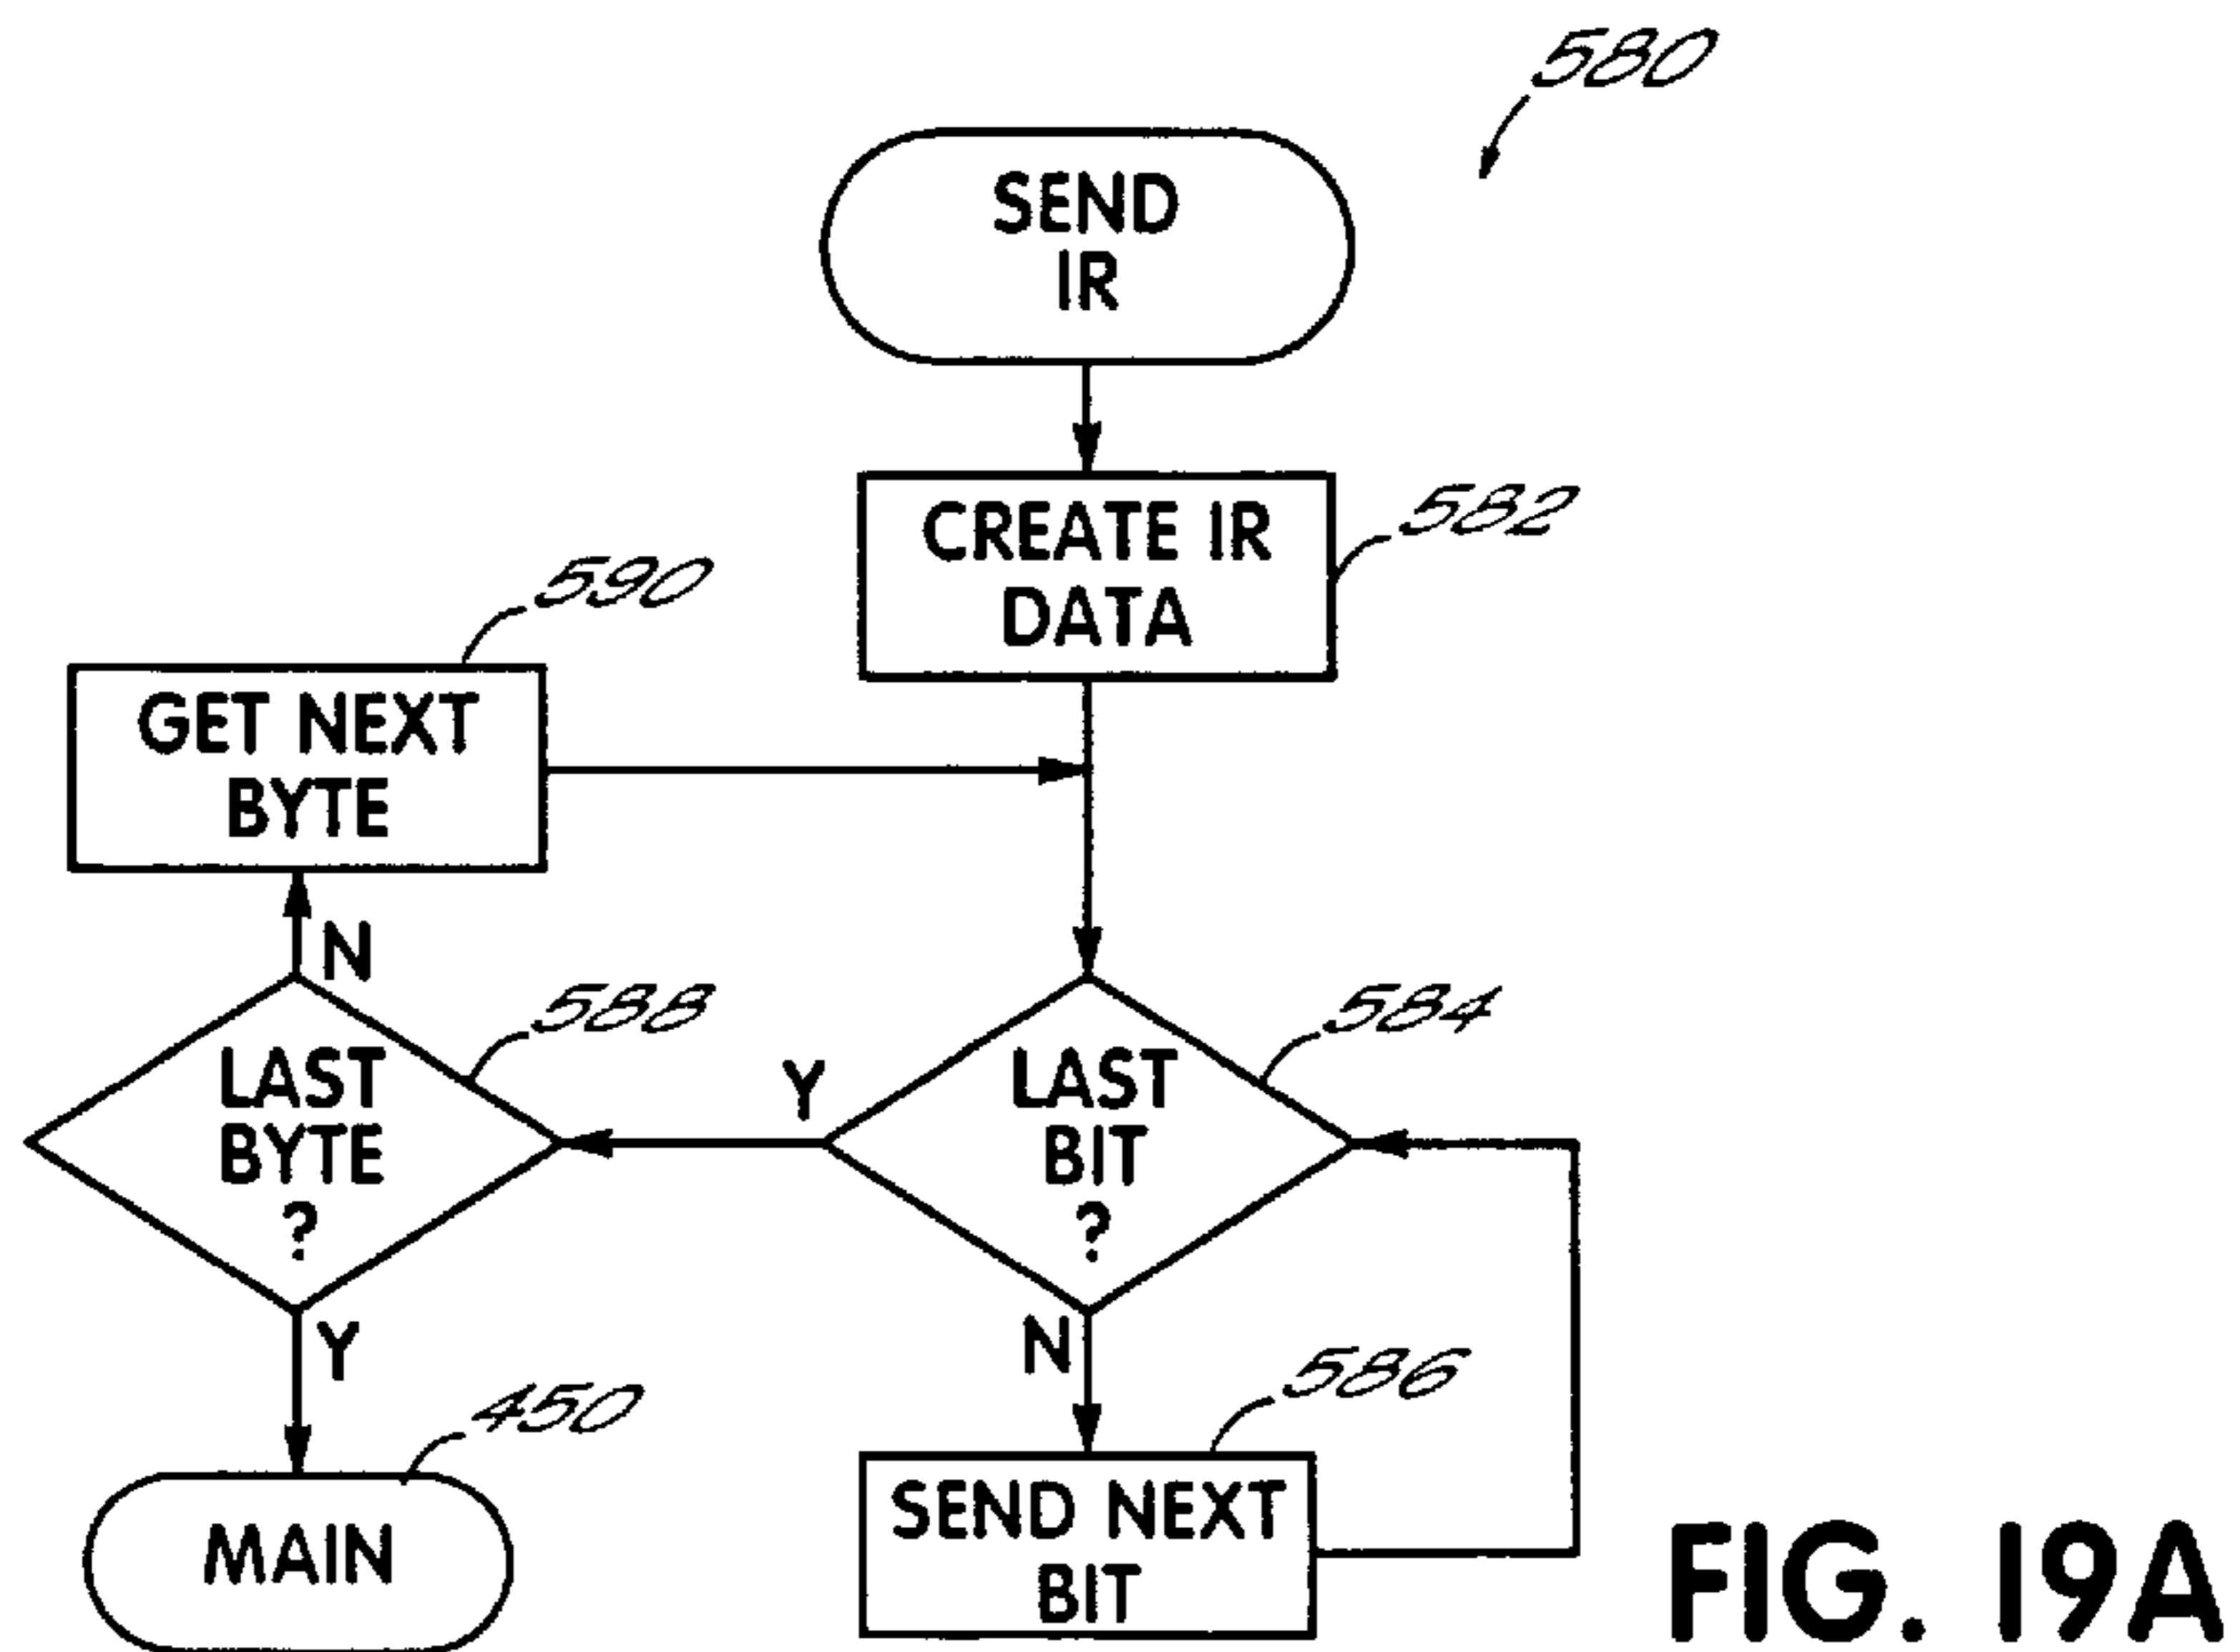 580
SEND
IR
CREATE IR
DATA
582
590
GET NEXT
BYTE
N
588
LAST
BYTE
?
Y
584
LAST
BIT
?
Y
450
MAIN
N
586
SEND NEXT
BIT
FIG. 19A